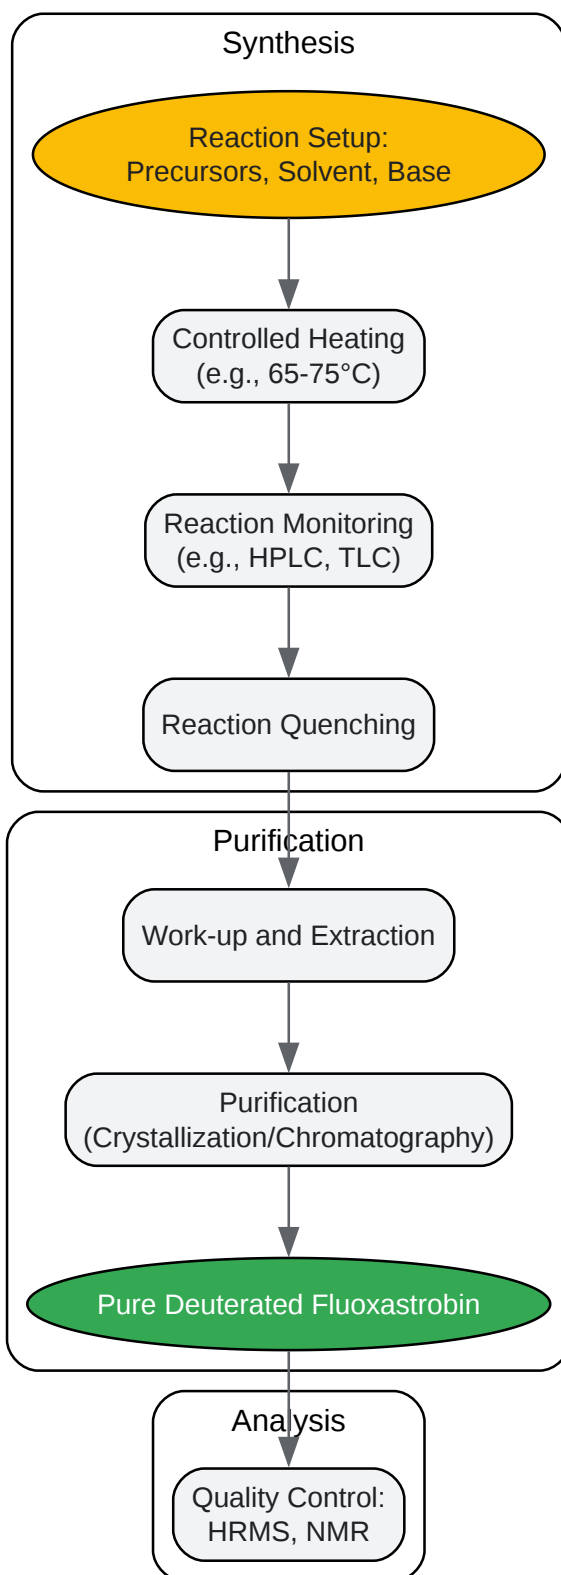 Synthesis
Reaction Setup:
Precursors, Solvent, Base
Controlled Heating
(e.g., 65-75°C)
Reaction Monitoring
(e.g., HPLC, TLC)
Reaction Quenching
Purification
Work-up and Extraction
Purification
(Crystallization/Chromatography)
Pure Deuterated Fluoxastrobin
Analysis
Quality Control:
HRMS, NMR